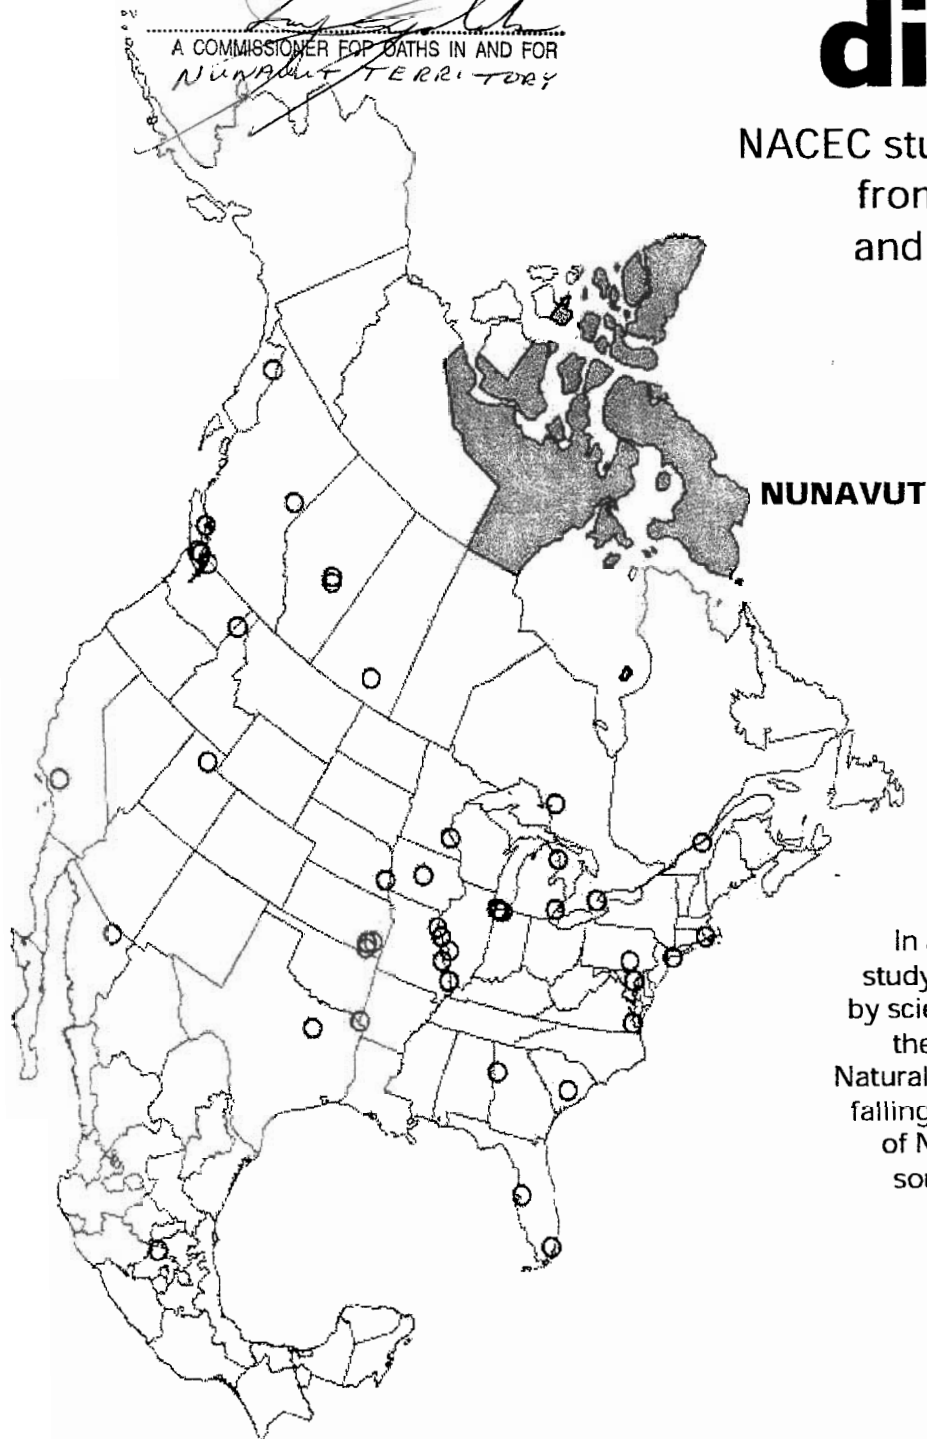 A COMMISSIONER FOR OATHS IN AND FOR
NUNAVUT TERRITORY
di
NACEC stu
from
and
NUNAVUT
In
study
by scie
the
Natural
falling
of N
sou